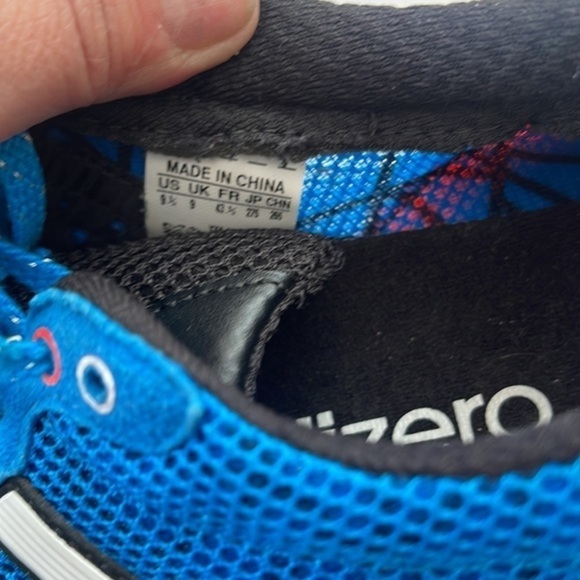 MADE IN CHINA
US UK FR JP CHN
9½ 9 43⅓ 275 265
izero